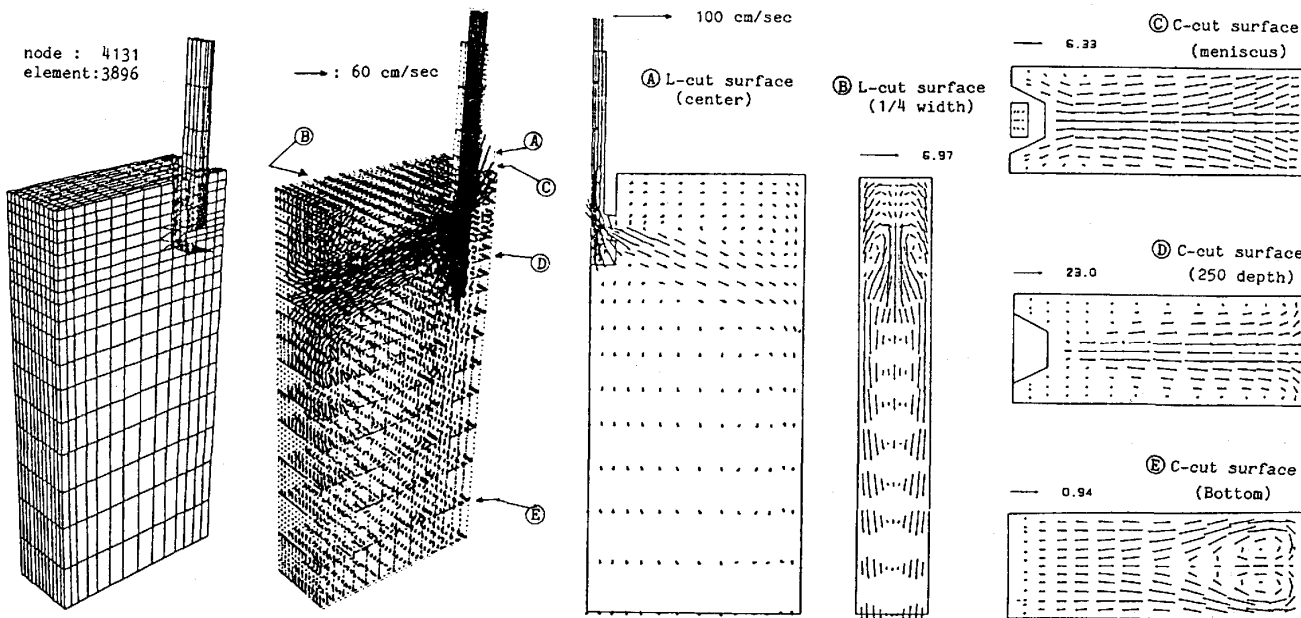 node : 4131
element:3896
Ⓑ
→ : 60 cm/sec
Ⓐ
Ⓒ
Ⓓ
Ⓔ
100 cm/sec
Ⓐ L-cut surface
(center)
Ⓑ L-cut surface
(1/4 width)
6.97
Ⓒ C-cut surface
(meniscus)
6.33
Ⓓ C-cut surface
(250 depth)
23.0
Ⓔ C-cut surface
(Bottom)
0.94